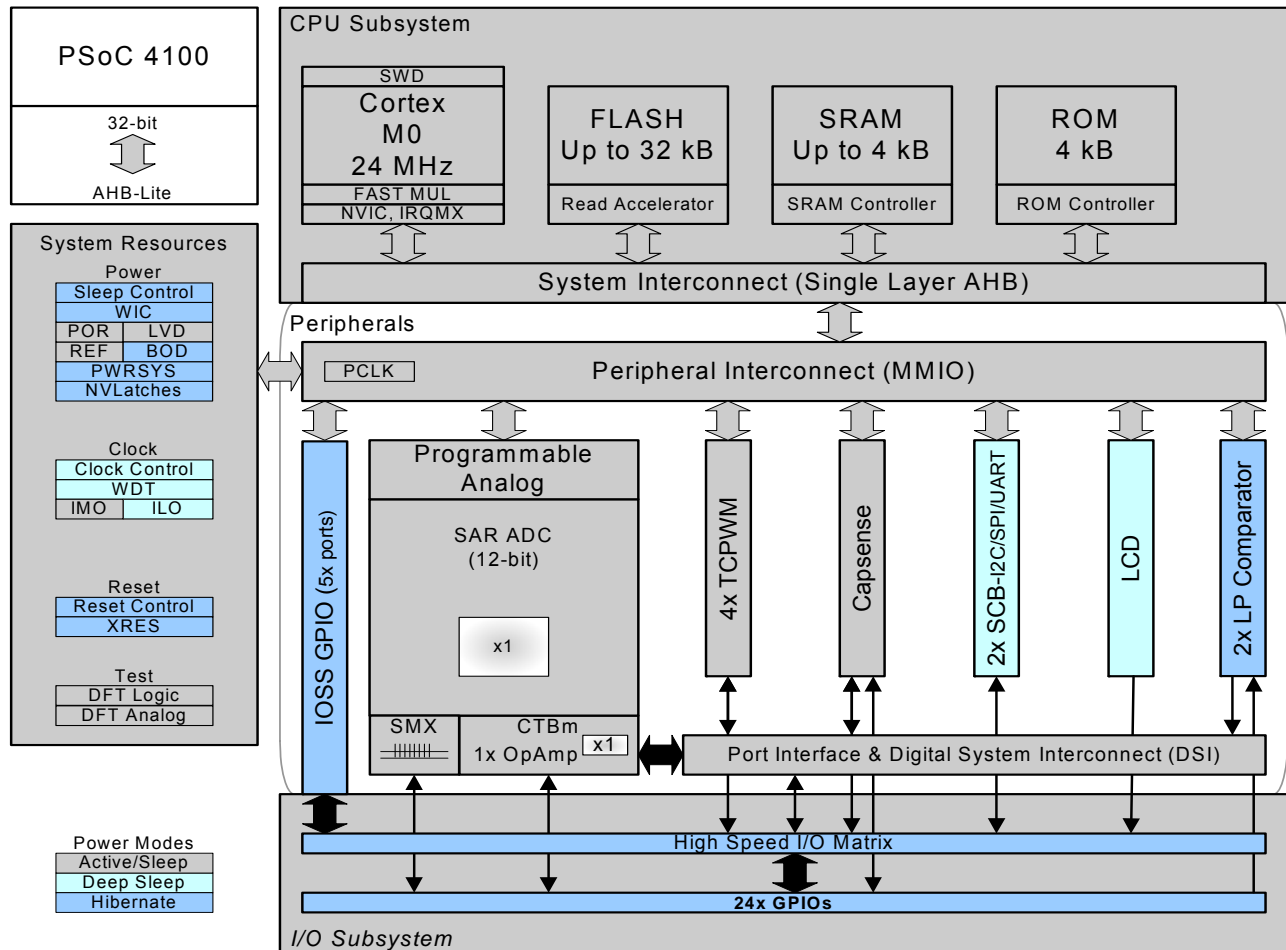 PSoC 4100
32-bit
AHB-Lite
CPU Subsystem
SWD
Cortex
M0
24 MHz
FAST MUL
NVIC, IRQMX
FLASH
Up to 32 kB
Read Accelerator
SRAM
Up to 4 kB
SRAM Controller
ROM
4 kB
ROM Controller
System Interconnect (Single Layer AHB)
System Resources
Power
Sleep Control
WIC
POR
LVD
REF
BOD
PWRSYS
NVLatches
Clock
Clock Control
WDT
IMO
ILO
Reset
Reset Control
XRES
Test
DFT Logic
DFT Analog
Peripherals
PCLK
Peripheral Interconnect (MMIO)
IOSS GPIO (5x ports)
Programmable
Analog
SAR ADC
(12-bit)
x1
SMX
CTBm
1x OpAmp
x1
4x TCPWM
Capsense
2x SCB-I2C/SPI/UART
LCD
2x LP Comparator
Port Interface & Digital System Interconnect (DSI)
High Speed I/O Matrix
24x GPIOs
I/O Subsystem
Power Modes
Active/Sleep
Deep Sleep
Hibernate